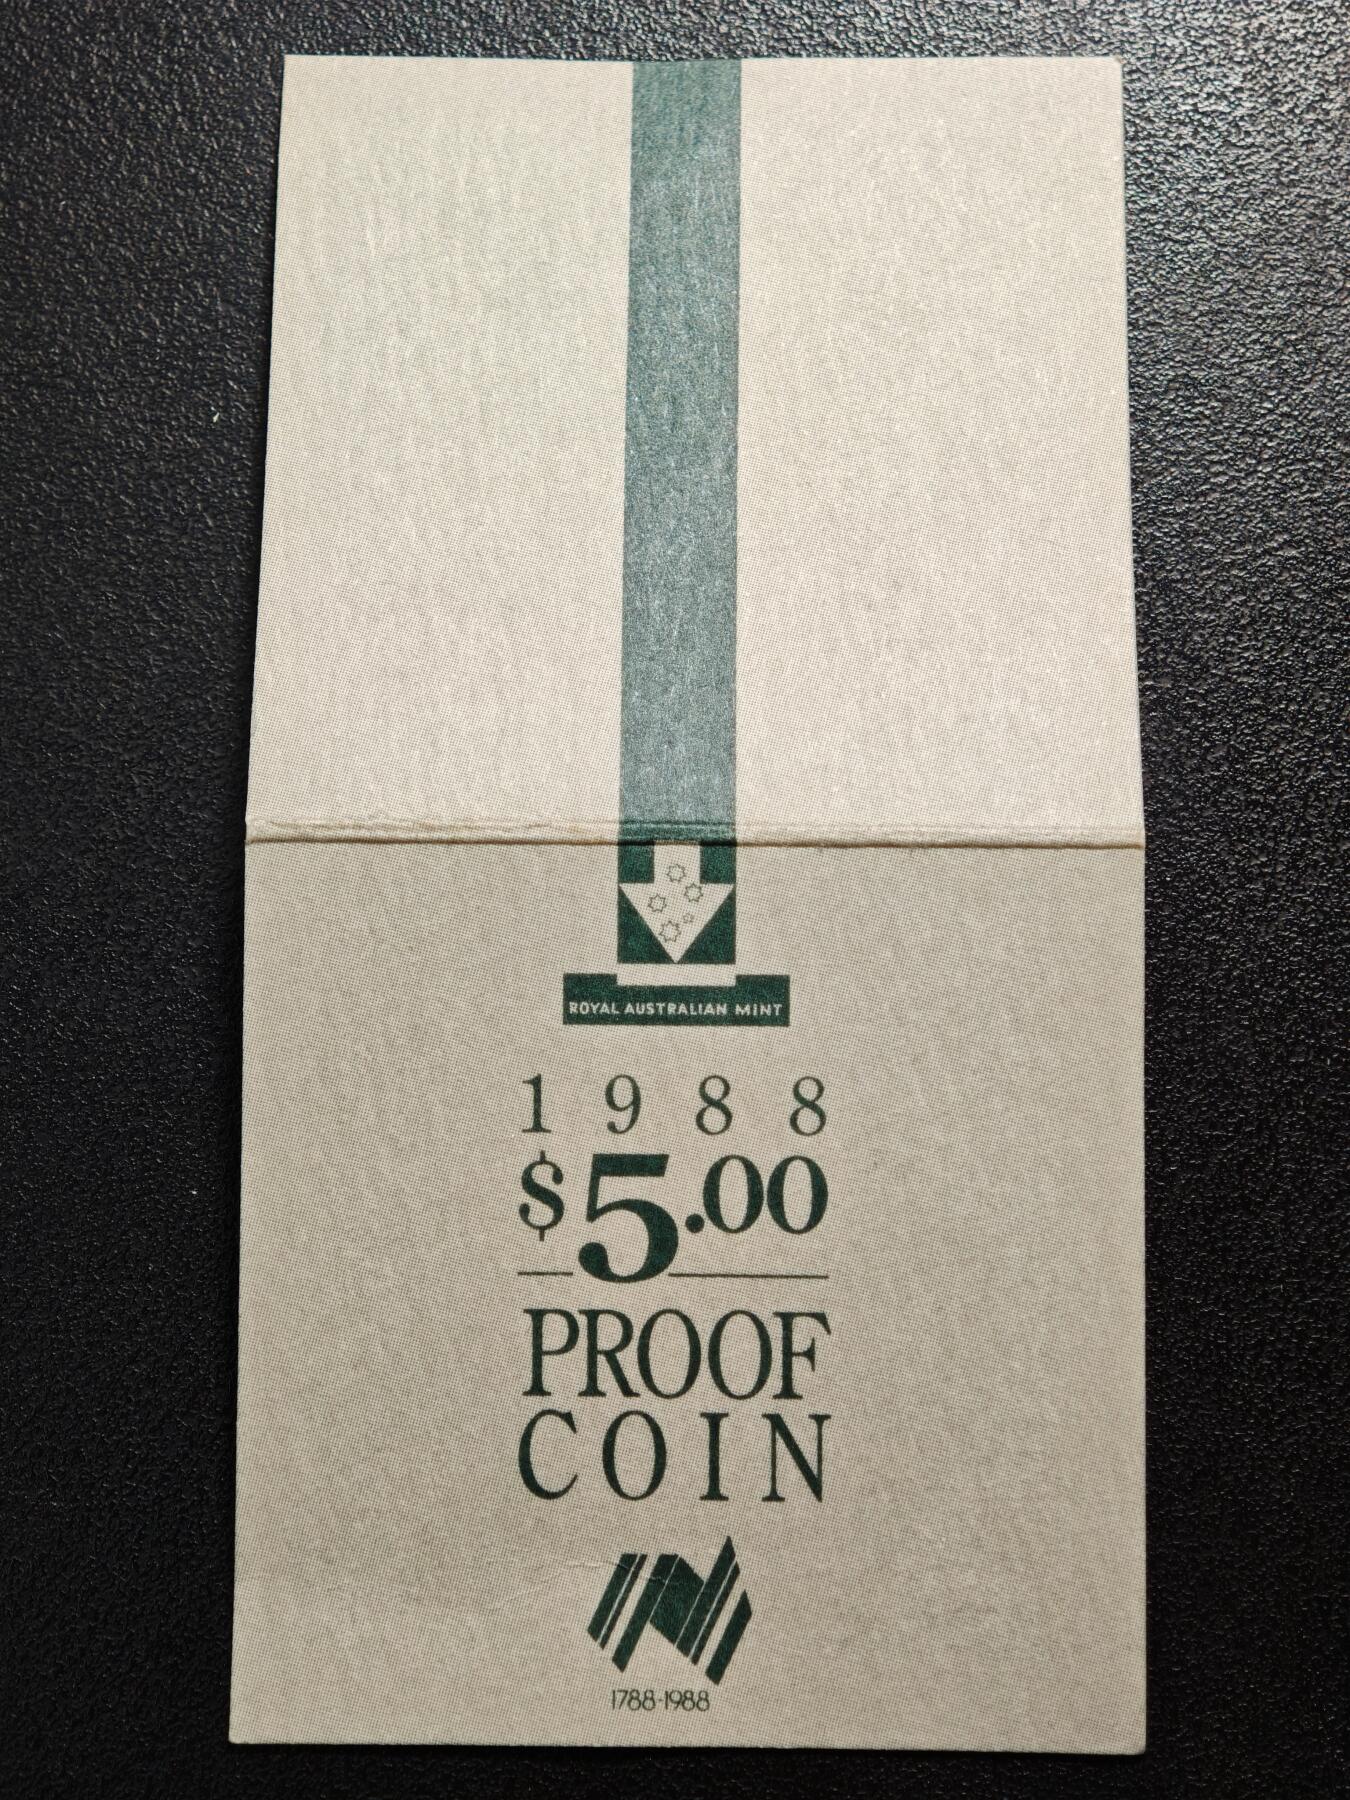 ROYAL AUSTRALIAN MINT
1988
$5.00
PROOF
COIN
1788-1988